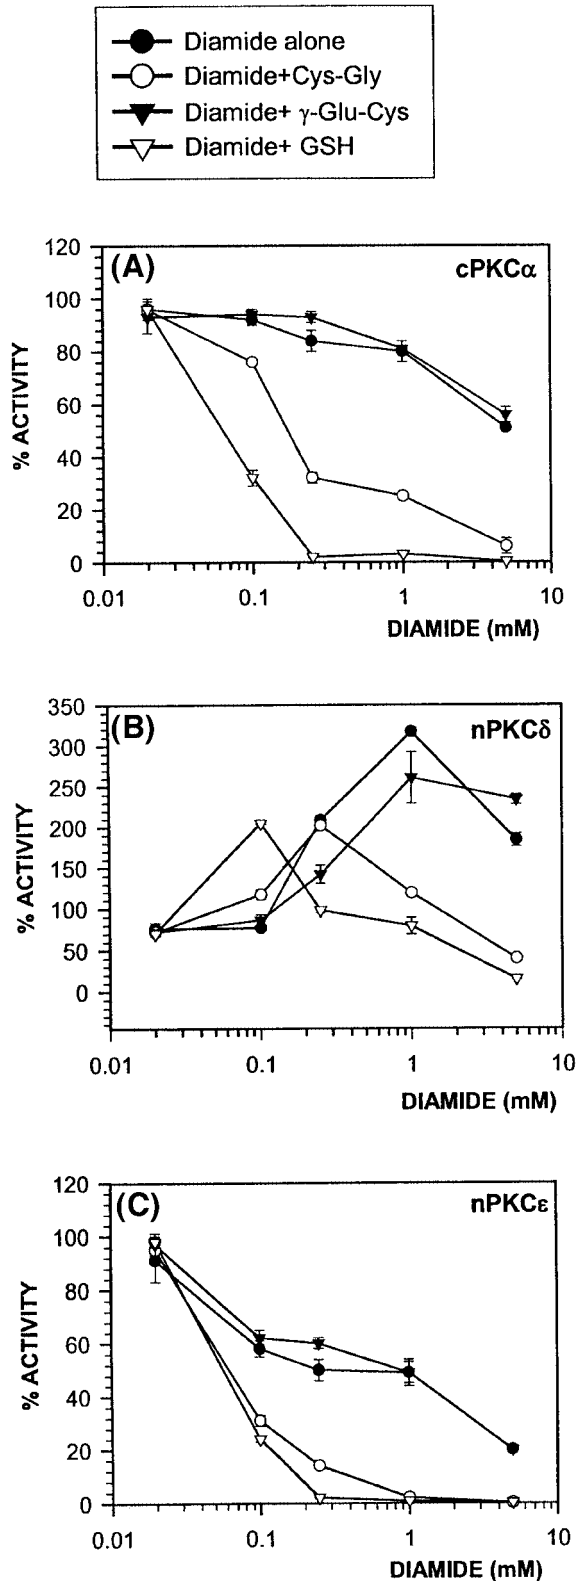 Diamide alone
Diamide+Cys-Gly
Diamide+ γ-Glu-Cys
Diamide+ GSH
(A)
cPKCα
120
100
80
60
40
20
0
% ACTIVITY
0.01 0.1 1 10
DIAMIDE (mM)
(B)
nPKCδ
350
300
250
200
150
100
50
0
% ACTIVITY
0.01 0.1 1 10
DIAMIDE (mM)
(C)
nPKCε
120
100
80
60
40
20
0
% ACTIVITY
0.01 0.1 1 10
DIAMIDE (mM)